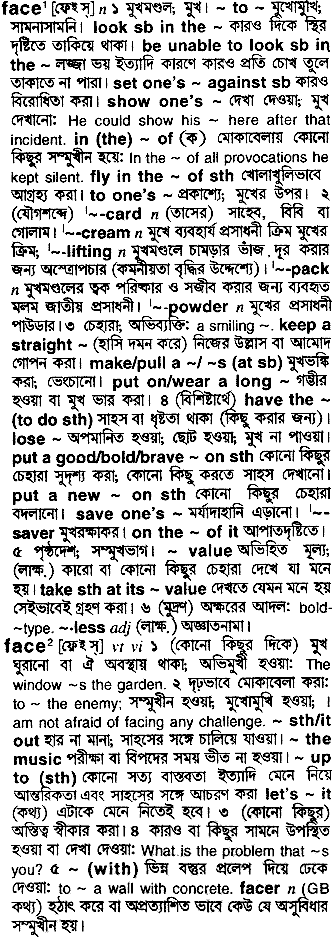 face¹ [ফেইস্] n ১ মুখমণ্ডল; মুখ। ~ to ~ মুখোমুখি;
সামনাসামনি। look sb in the ~ কারও দিকে স্থির
দৃষ্টিতে তাকিয়ে থাকা। be unable to look sb in
the ~ লজ্জা ভয় ইত্যাদি কারণে কারও প্রতি চোখ তুলে
তাকাতে না পারা। set one's ~ against sb কারও
বিরোধিতা করা। show one's ~ দেখা দেওয়া; মুখ
দেখানো: He could show his ~ here after that
incident. in (the) ~ of (ক) মোকাবেলায় কোনো
কিছুর সম্মুখীন হয়ে: In the ~ of all provocations he
kept silent. fly in the ~ of sth খোলাখুলিভাবে
আগ্রহ্য করা। to one's ~ প্রকাশ্যে; মুখের উপর। ২
(যৌগশব্দে) ˈ~-card n (তাসের) সাহেব, বিবি বা
গোলাম। ˈ~-cream n মুখে ব্যবহার্য প্রসাধনী ক্রিম মুখের
ক্রিম; ˈ~-lifting n মুখমণ্ডলে চামড়ার ভাঁজ দূর করার
জন্য অস্ত্রোপচার (কমনীয়তা বৃদ্ধির উদ্দেশ্যে)। ˈ~-pack
n মুখমণ্ডলের ত্বক পরিষ্কার ও সজীব করার জন্য ব্যবহৃত
মলম জাতীয় প্রসাধনী। ˈ~-powder n মুখের প্রসাধনী
পাউডার। ৩ চেহারা; অভিব্যক্তি: a smiling ~. keep a
straight ~ (হাসি দমন করে) নিজের উল্লাস বা আমোদ
গোপন করা। make/pull a ~/ ~s (at sb) মুখভঙ্গি
করা; ভেংচানো। put on/wear a long ~ গম্ভীর
হওয়া বা মুখ ভার করা। ৪ (বিশিষ্টার্থে) have the ~
(to do sth) সাহস বা ধৃষ্টতা থাকা (কিছু করার জন্য)।
lose ~ অপমানিত হওয়া; ছোট হওয়া; মুখ না পাওয়া।
put a good/bold/brave ~ on sth কোনো কিছুর
চেহারা সুদৃশ্য করা; কোনো কিছু করতে সাহস দেখানো।
put a new ~ on sth কোনো কিছুর চেহারা
বদলানো। save one's ~ মর্যাদাহানি এড়ানো। ˈ~-
saver মুখরক্ষাকর। on the ~ of it আপাতদৃষ্টিতে।
৫ পৃষ্ঠদেশ; সম্মুখভাগ। ~ value অভিহিত মূল্য;
(লাক্ষ.) কারো বা কোনো কিছুর চেহারা দেখে যা মনে
হয়। take sth at its ~ value দেখতে যেমন মনে হয়
সেইভাবেই গ্রহণ করা। ৬ (মুদ্রণ) অক্ষরের আদল: bold-
~type. ~-less adj (লাক্ষ.) অজ্ঞাতনামা।
face² [ফেইস্] vt vi ১ (কোনো কিছুর দিকে) মুখ
ঘুরানো বা ঐ অবস্থায় থাকা; অভিমুখী হওয়া: The
window ~s the garden. ২ দৃঢ়ভাবে মোকাবেলা করা:
to ~ the enemy; সম্মুখীন হওয়া; মুখোমুখি হওয়া; I
am not afraid of facing any challenge. ~ sth/it
out হার না মানা; সাহসের সঙ্গে চালিয়ে যাওয়া। ~ the
music পরীক্ষা বা বিপদের সময় ভীত না হওয়া। ~ up
to (sth) কোনো সত্য বাস্তবতা ইত্যাদি মেনে নিয়ে
আন্তরিকতা এবং সাহসের সঙ্গে আচরণ করা let's ~ it
(কথ্য) এটাকে মেনে নিতেই হবে। ৩ (কোনো কিছুর)
অস্তিত্ব স্বীকার করা। ৪ কারও বা কিছুর সামনে উপস্থিত
হওয়া বা দেখা দেওয়া: What is the problem that ~s
you? ৫ ~ (with) ভিন্ন বস্তুর প্রলেপ দিয়ে ঢেকে
দেওয়া: to ~ a wall with concrete. facer n (GB
কথ্য) হঠাৎ করে বা অপ্রত্যাশিত ভাবে কেউ যে অসুবিধার
সম্মুখীন হয়।